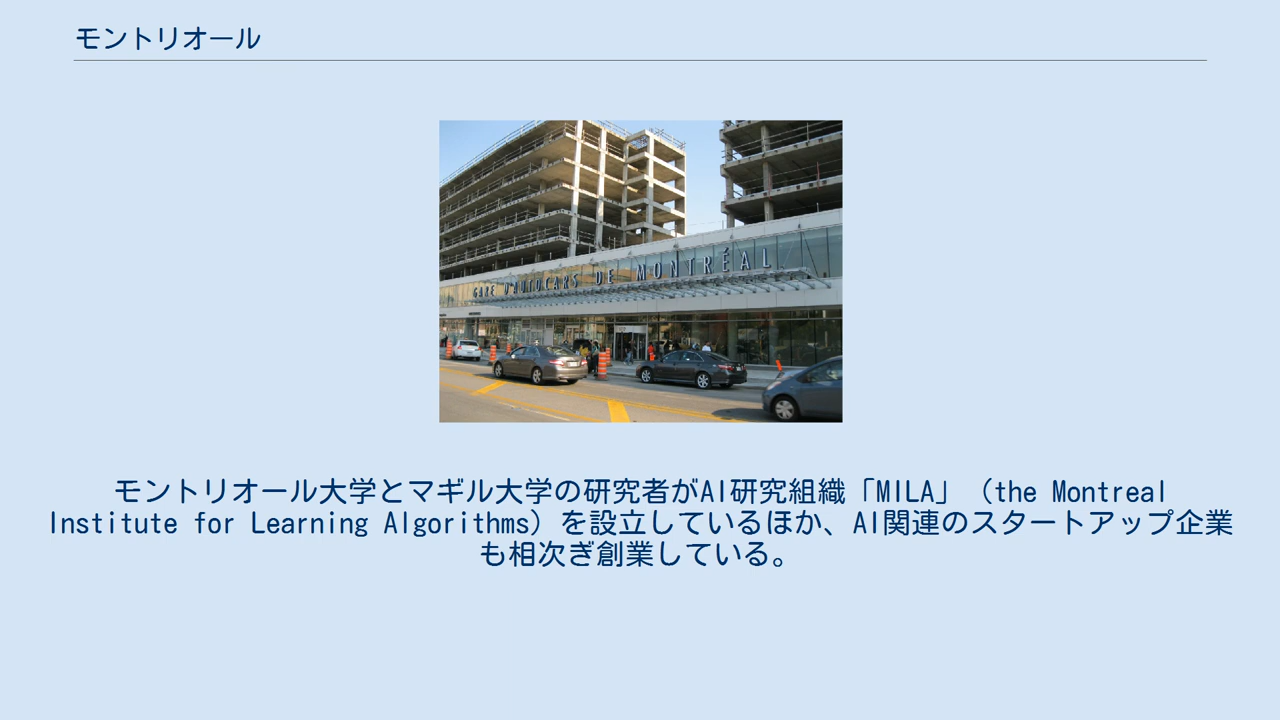 モントリオール
GARE D'AUTOCARS DE MONTRÉAL
モントリオール大学とマギル大学の研究者がAI研究組織「MILA」（the Montreal
Institute for Learning Algorithms）を設立しているほか、AI関連のスタートアップ企業
も相次ぎ創業している。